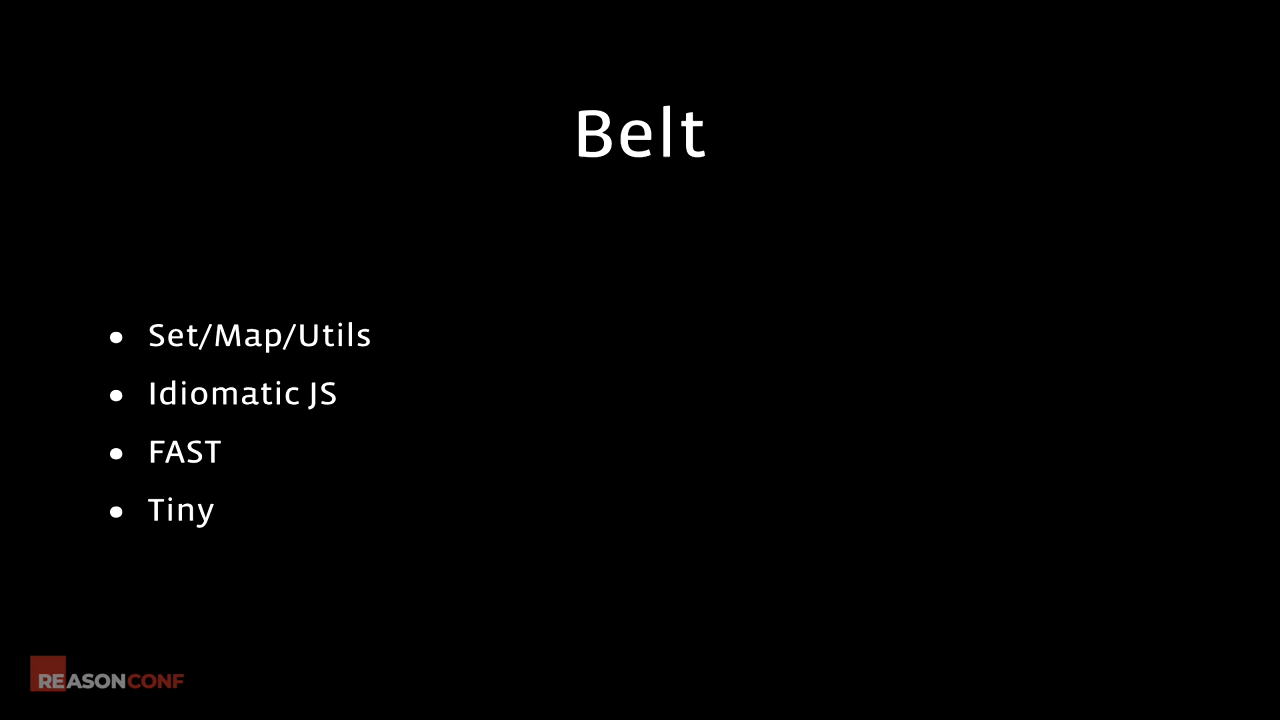 Belt
• Set/Map/Utils
• Idiomatic JS
• FAST
• Tiny
REASONCONF